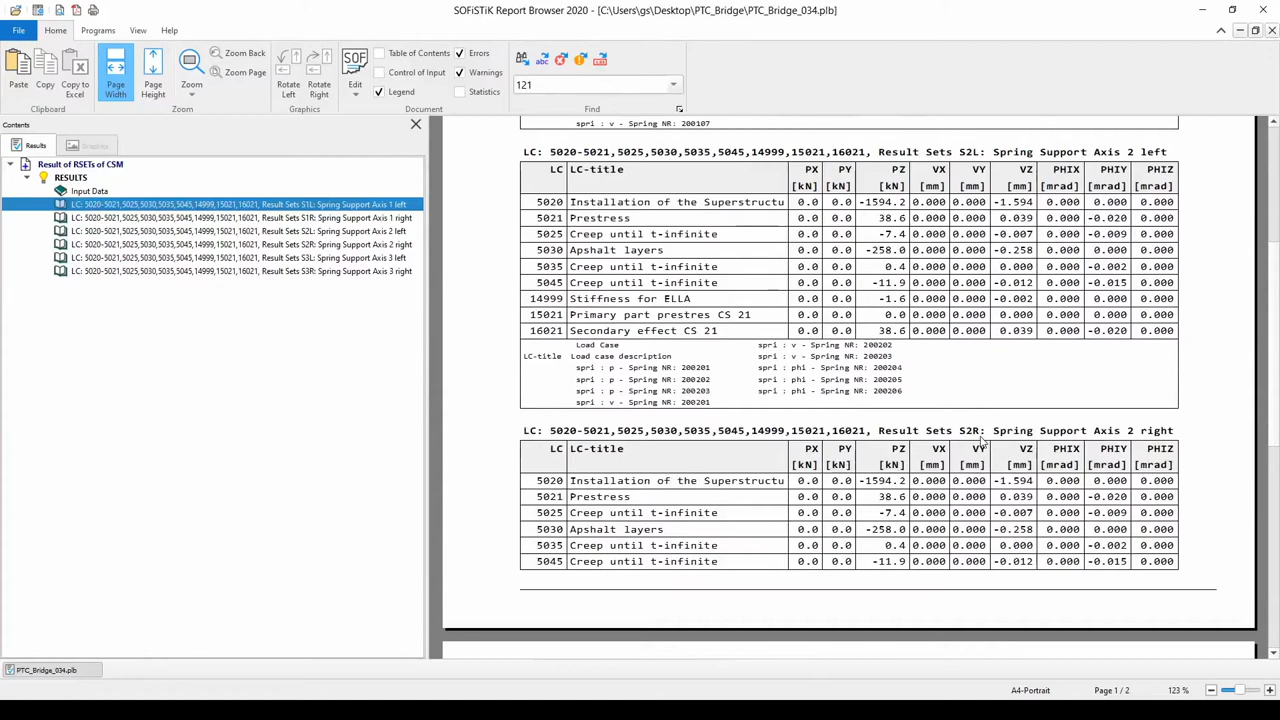 SOFiSTiK Report Browser 2020 - [C:\Users\gs\Desktop\PTC_Bridge\PTC_Bridge_034.plb]
File Home Programs View Help
Paste Copy Copy to Excel
Clipboard
Page Width Page Height Zoom Zoom Back Zoom Page
Zoom
Rotate Left Rotate Right
Graphics
SOF Edit Table of Contents Errors
Control of Input Warnings
Legend Statistics
Document
abc
121
Find
Contents
Results Graphics
Result of RSETs of CSM
RESULTS
Input Data
LC: 5020-5021,5025,5030,5035,5045,14999,15021,16021, Result Sets S1L: Spring Support Axis 1 left
LC: 5020-5021,5025,5030,5035,5045,14999,15021,16021, Result Sets S1R: Spring Support Axis 1 right
LC: 5020-5021,5025,5030,5035,5045,14999,15021,16021, Result Sets S2L: Spring Support Axis 2 left
LC: 5020-5021,5025,5030,5035,5045,14999,15021,16021, Result Sets S2R: Spring Support Axis 2 right
LC: 5020-5021,5025,5030,5035,5045,14999,15021,16021, Result Sets S3L: Spring Support Axis 3 left
LC: 5020-5021,5025,5030,5035,5045,14999,15021,16021, Result Sets S3R: Spring Support Axis 3 right
spri : v - Spring NR: 200107
LC: 5020-5021,5025,5030,5035,5045,14999,15021,16021, Result Sets S2L: Spring Support Axis 2 left
LC LC-title PX PY PZ VX VY VZ PHIX PHIY PHIZ
[kN] [kN] [kN] [mm] [mm] [mm] [mrad] [mrad] [mrad]
5020 Installation of the Superstructu 0.0 0.0 -1594.2 0.000 0.000 -1.594 0.000 0.000 0.000
5021 Prestress 0.0 0.0 38.6 0.000 0.000 0.039 0.000 -0.020 0.000
5025 Creep until t-infinite 0.0 0.0 -7.4 0.000 0.000 -0.007 0.000 -0.009 0.000
5030 Apshalt layers 0.0 0.0 -258.0 0.000 0.000 -0.258 0.000 0.000 0.000
5035 Creep until t-infinite 0.0 0.0 0.4 0.000 0.000 0.000 0.000 -0.002 0.000
5045 Creep until t-infinite 0.0 0.0 -11.9 0.000 0.000 -0.012 0.000 -0.015 0.000
14999 Stiffness for ELLA 0.0 0.0 -1.6 0.000 0.000 -0.002 0.000 0.000 0.000
15021 Primary part prestres CS 21 0.0 0.0 0.0 0.000 0.000 0.000 0.000 0.000 0.000
16021 Secondary effect CS 21 0.0 0.0 38.6 0.000 0.000 0.039 0.000 -0.020 0.000
Load Case spri : v - Spring NR: 200202
LC-title Load case description spri : v - Spring NR: 200203
spri : p - Spring NR: 200201 spri : phi - Spring NR: 200204
spri : p - Spring NR: 200202 spri : phi - Spring NR: 200205
spri : p - Spring NR: 200203 spri : phi - Spring NR: 200206
spri : v - Spring NR: 200201
LC: 5020-5021,5025,5030,5035,5045,14999,15021,16021, Result Sets S2R: Spring Support Axis 2 right
LC LC-title PX PY PZ VX VY VZ PHIX PHIY PHIZ
[kN] [kN] [kN] [mm] [mm] [mm] [mrad] [mrad] [mrad]
5020 Installation of the Superstructu 0.0 0.0 -1594.2 0.000 0.000 -1.594 0.000 0.000 0.000
5021 Prestress 0.0 0.0 38.6 0.000 0.000 0.039 0.000 -0.020 0.000
5025 Creep until t-infinite 0.0 0.0 -7.4 0.000 0.000 -0.007 0.000 -0.009 0.000
5030 Apshalt layers 0.0 0.0 -258.0 0.000 0.000 -0.258 0.000 0.000 0.000
5035 Creep until t-infinite 0.0 0.0 0.4 0.000 0.000 0.000 0.000 -0.002 0.000
5045 Creep until t-infinite 0.0 0.0 -11.9 0.000 0.000 -0.012 0.000 -0.015 0.000
PTC_Bridge_034.plb
A4-Portrait Page 1 / 2 123 %